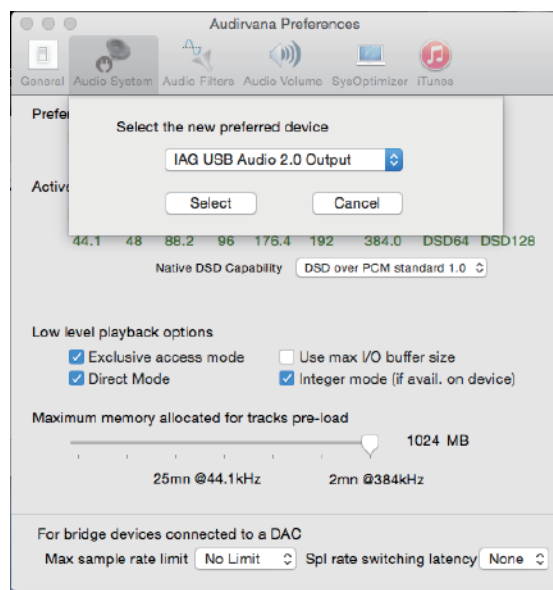 Audirvana Preferences
General Audio System Audio Filters Audio Volume SysOptimizer iTunes
Prefe
Select the new preferred device
IAG USB Audio 2.0 Output
Active
Select Cancel
44.1 48 88.2 96 176.4 192 384.0 DSD64 DSD128
Native DSD Capability DSD over PCM standard 1.0
Low level playback options
Exclusive access mode Use max I/O buffer size
Direct Mode Integer mode (if avail. on device)
Maximum memory allocated for tracks pre-load
1024 MB
25mn @44.1kHz 2mn @384kHz
For bridge devices connected to a DAC
Max sample rate limit No Limit Spl rate switching latency None